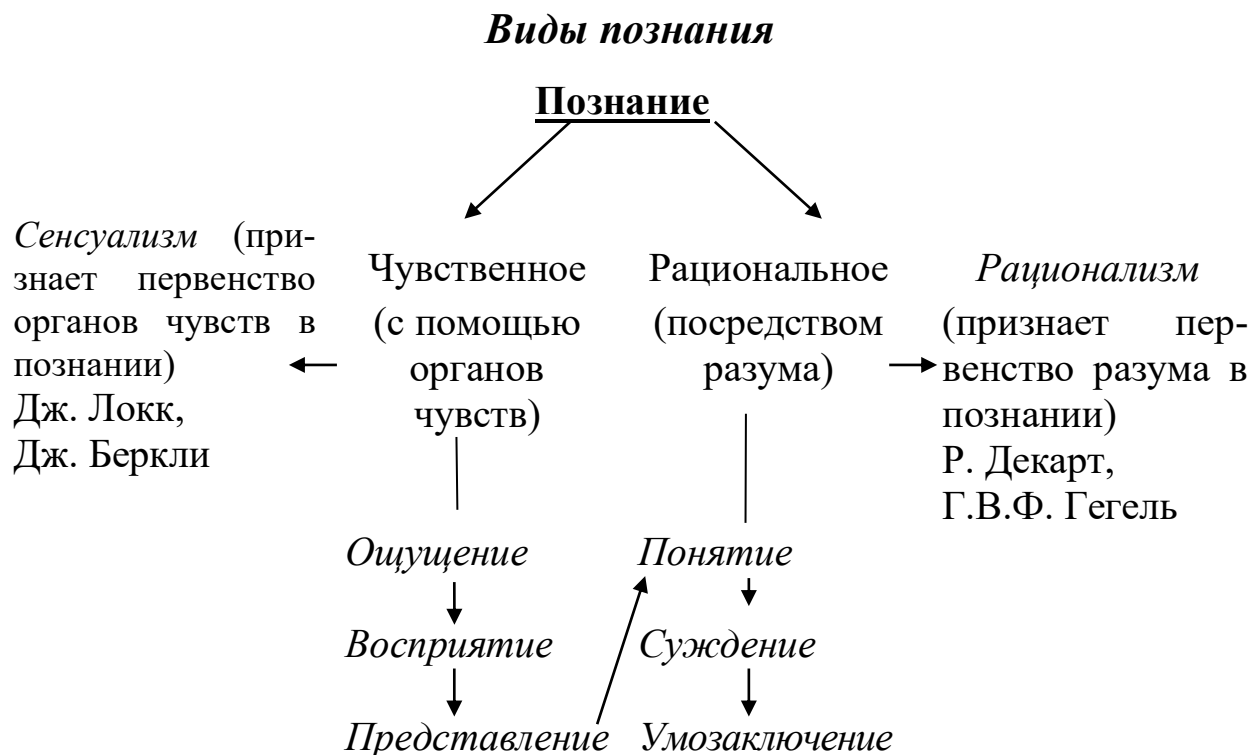 Виды познания
Познание
Сенсуализм (при-
знает первенство
органов чувств в
познании)
Дж. Локк,
Дж. Беркли
Чувственное
(с помощью
органов
чувств)
Рациональное
(посредством
разума)
Рационализм
(признает пер-
венство разума в
познании)
Р. Декарт,
Г.В.Ф. Гегель
Ощущение
Восприятие
Представление
Понятие
Суждение
Умозаключение